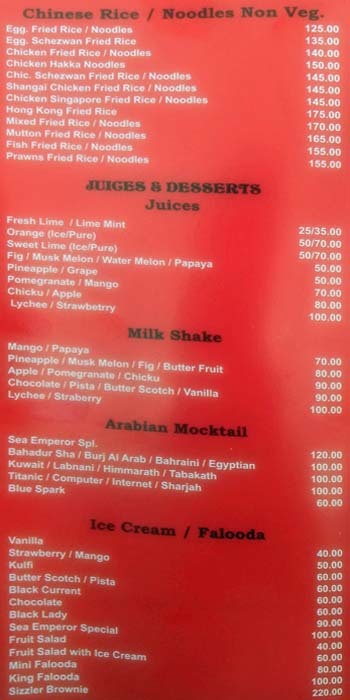 Chinese Rice / Noodles Non Veg.
Egg. Fried Rice / Noodles 125.00
Egg. Schezwan Fried Rice 135.00
Chicken Fried Rice / Noodles 140.00
Chicken Hakka Noodles 150.00
Chic. Schezwan Fried Rice / Noodles 145.00
Shangai Chicken Fried Rice / Noodles 145.00
Chicken Singapore Fried Rice / Noodles 145.00
Hong Kong Fried Rice 175.00
Mixed Fried Rice / Noodles 170.00
Mutton Fried Rice / Noodles 165.00
Fish Fried Rice / Noodles 155.00
Prawns Fried Rice / Noodles 155.00
JUICES & DESSERTS
Juices
Fresh Lime / Lime Mint 25/35.00
Orange (Ice/Pure) 50/70.00
Sweet Lime (Ice/Pure) 50/70.00
Fig / Musk Melon / Water Melon / Papaya 50.00
Pineapple / Grape 50.00
Pomegranate / Mango 70.00
Chicku / Apple 80.00
Lychee / Strawbetrry 100.00
Milk Shake
Mango / Papaya 70.00
Pineapple / Musk Melon / Fig / Butter Fruit 80.00
Apple / Pomegranate / Chicku 90.00
Chocolate / Pista / Butter Scotch / Vanilla 90.00
Lychee / Straberry 100.00
Arabian Mocktail
Sea Emperor Spl. 120.00
Bahadur Sha / Burj Al Arab / Bahraini / Egyptian 100.00
Kuwait / Labnani / Himmarath / Tabakath 100.00
Titanic / Computer / Internet / Sharjah 100.00
Blue Spark 60.00
Ice Cream / Falooda
Vanilla 40.00
Strawberry / Mango 50.00
Kulfi 60.00
Butter Scotch / Pista 60.00
Black Current 60.00
Chocolate 60.00
Black Lady 90.00
Sea Emperor Special 100.00
Fruit Salad 40.00
Fruit Salad with Ice Cream 60.00
Mini Falooda 80.00
King Falooda 100.00
Sizzler Brownie 220.00